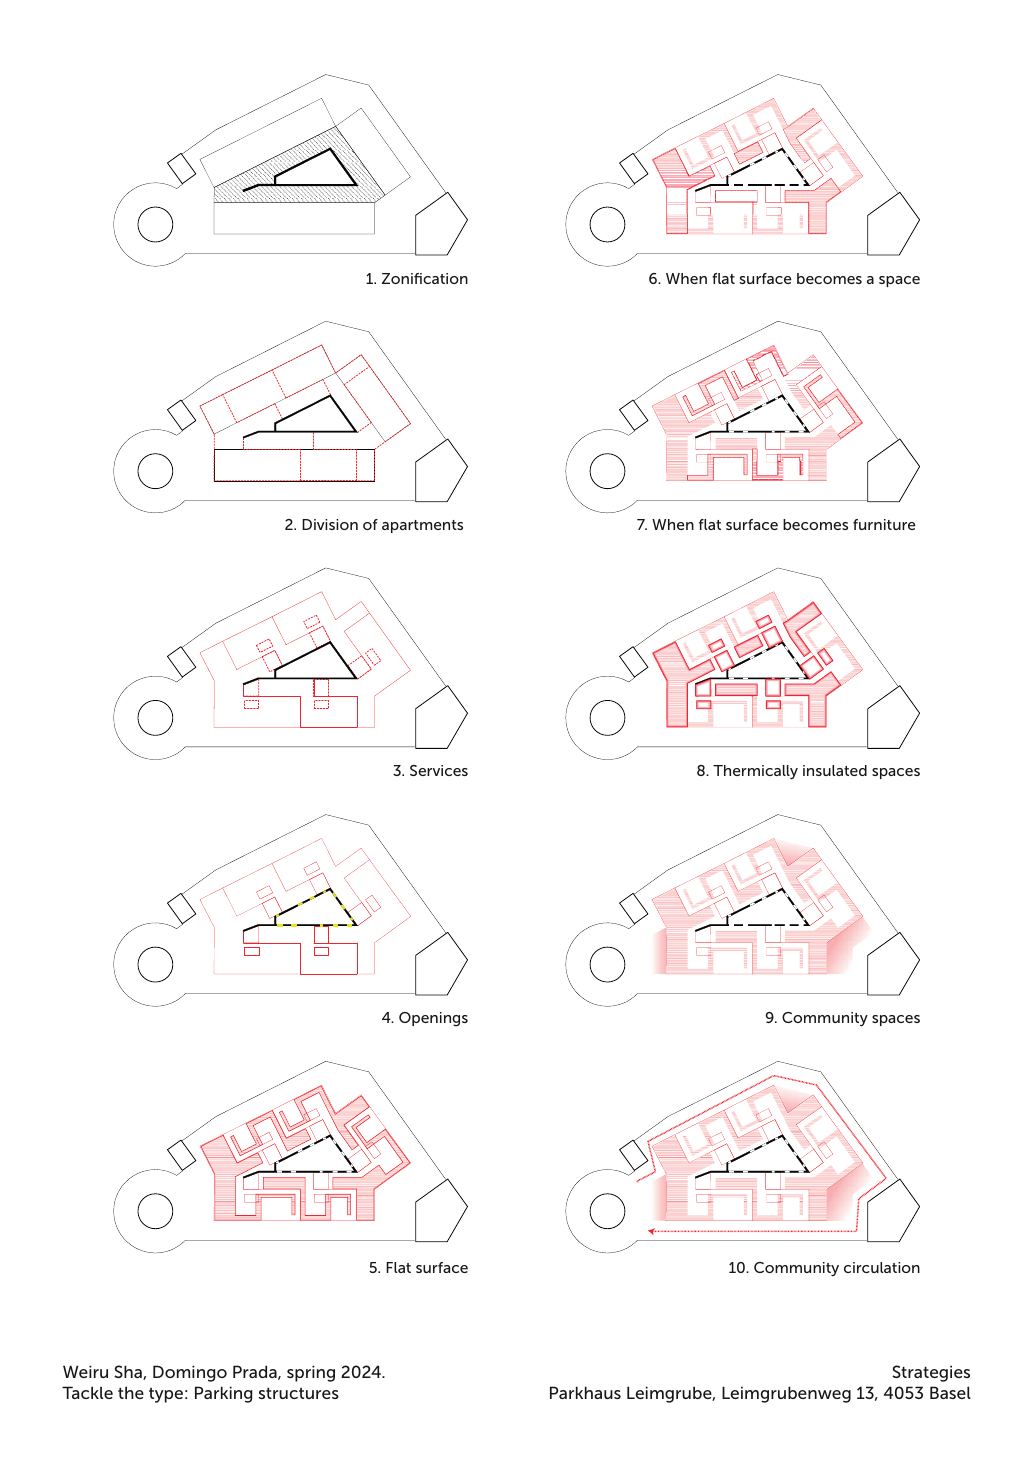 1. Zonification
2. Division of apartments
3. Services
4. Openings
5. Flat surface
6. When flat surface becomes a space
7. When flat surface becomes furniture
8. Thermically insulated spaces
9. Community spaces
10. Community circulation
Weiru Sha, Domingo Prada, spring 2024.
Tackle the type: Parking structures
Strategies
Parkhaus Leimgrube, Leimgrubenweg 13, 4053 Basel